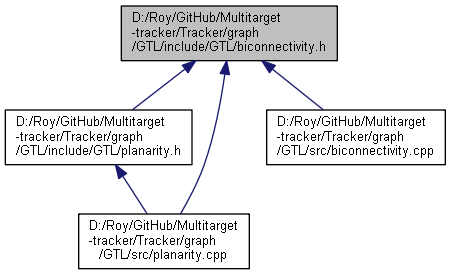 D:/Roy/GitHub/Multitarget
-tracker/Tracker/graph
/GTL/include/GTL/biconnectivity.h
D:/Roy/GitHub/Multitarget
-tracker/Tracker/graph
/GTL/include/GTL/planarity.h
D:/Roy/GitHub/Multitarget
-tracker/Tracker/graph
/GTL/src/biconnectivity.cpp
D:/Roy/GitHub/Multitarget
-tracker/Tracker/graph
/GTL/src/planarity.cpp